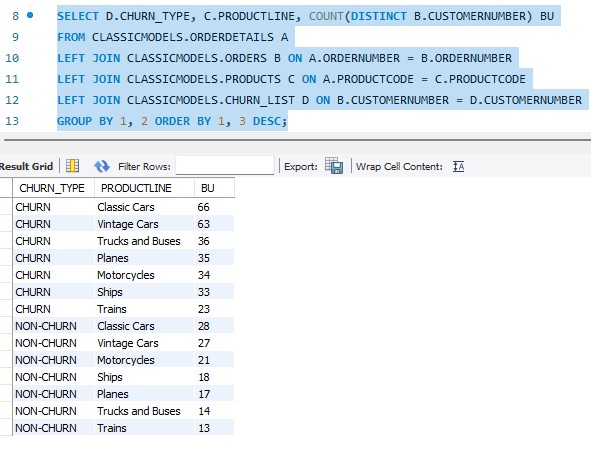 8 SELECT D.CHURN_TYPE, C.PRODUCTLINE, COUNT(DISTINCT B.CUSTOMERNUMBER) BU
9 FROM CLASSICMODELS.ORDERDETAILS A
10 LEFT JOIN CLASSICMODELS.ORDERS B ON A.ORDERNUMBER = B.ORDERNUMBER
11 LEFT JOIN CLASSICMODELS.PRODUCTS C ON A.PRODUCTCODE = C.PRODUCTCODE
12 LEFT JOIN CLASSICMODELS.CHURN_LIST D ON B.CUSTOMERNUMBER = D.CUSTOMERNUMBER
13 GROUP BY 1, 2 ORDER BY 1, 3 DESC;
Result Grid Filter Rows: Export: Wrap Cell Content: IA
CHURN_TYPE PRODUCTLINE BU
CHURN Classic Cars 66
CHURN Vintage Cars 63
CHURN Trucks and Buses 36
CHURN Planes 35
CHURN Motorcycles 34
CHURN Ships 33
CHURN Trains 23
NON-CHURN Classic Cars 28
NON-CHURN Vintage Cars 27
NON-CHURN Motorcycles 21
NON-CHURN Ships 18
NON-CHURN Planes 17
NON-CHURN Trucks and Buses 14
NON-CHURN Trains 13